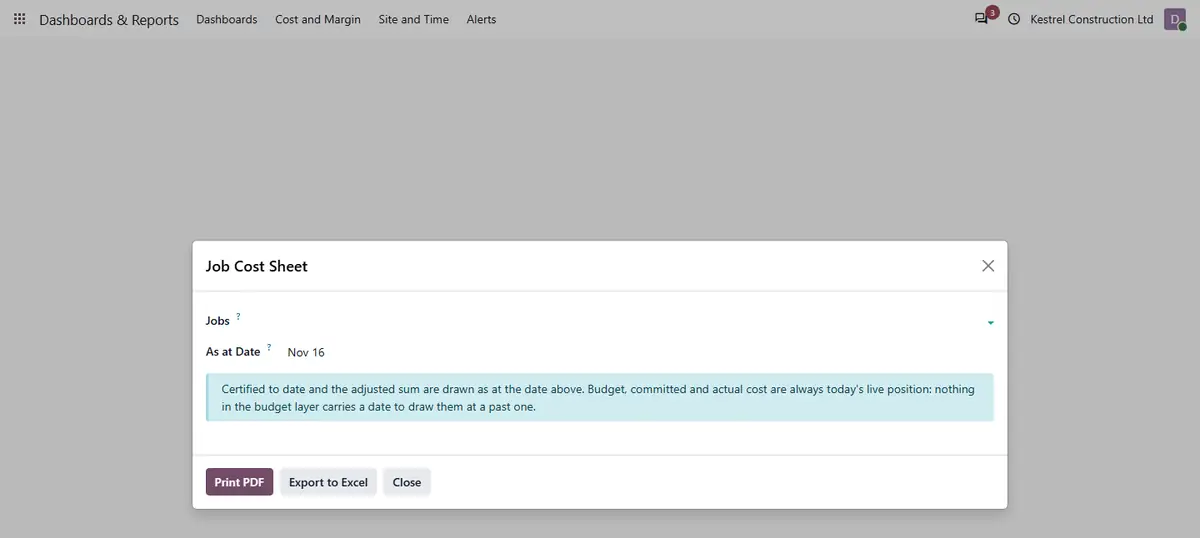 Dashboards & Reports Dashboards Cost and Margin Site and Time Alerts 3 Kestrel Construction Ltd D
Job Cost Sheet
Jobs ?
As at Date ? Nov 16
Certified to date and the adjusted sum are drawn as at the date above. Budget, committed and actual cost are always today's live position: nothing
in the budget layer carries a date to draw them at a past one.
Print PDF Export to Excel Close